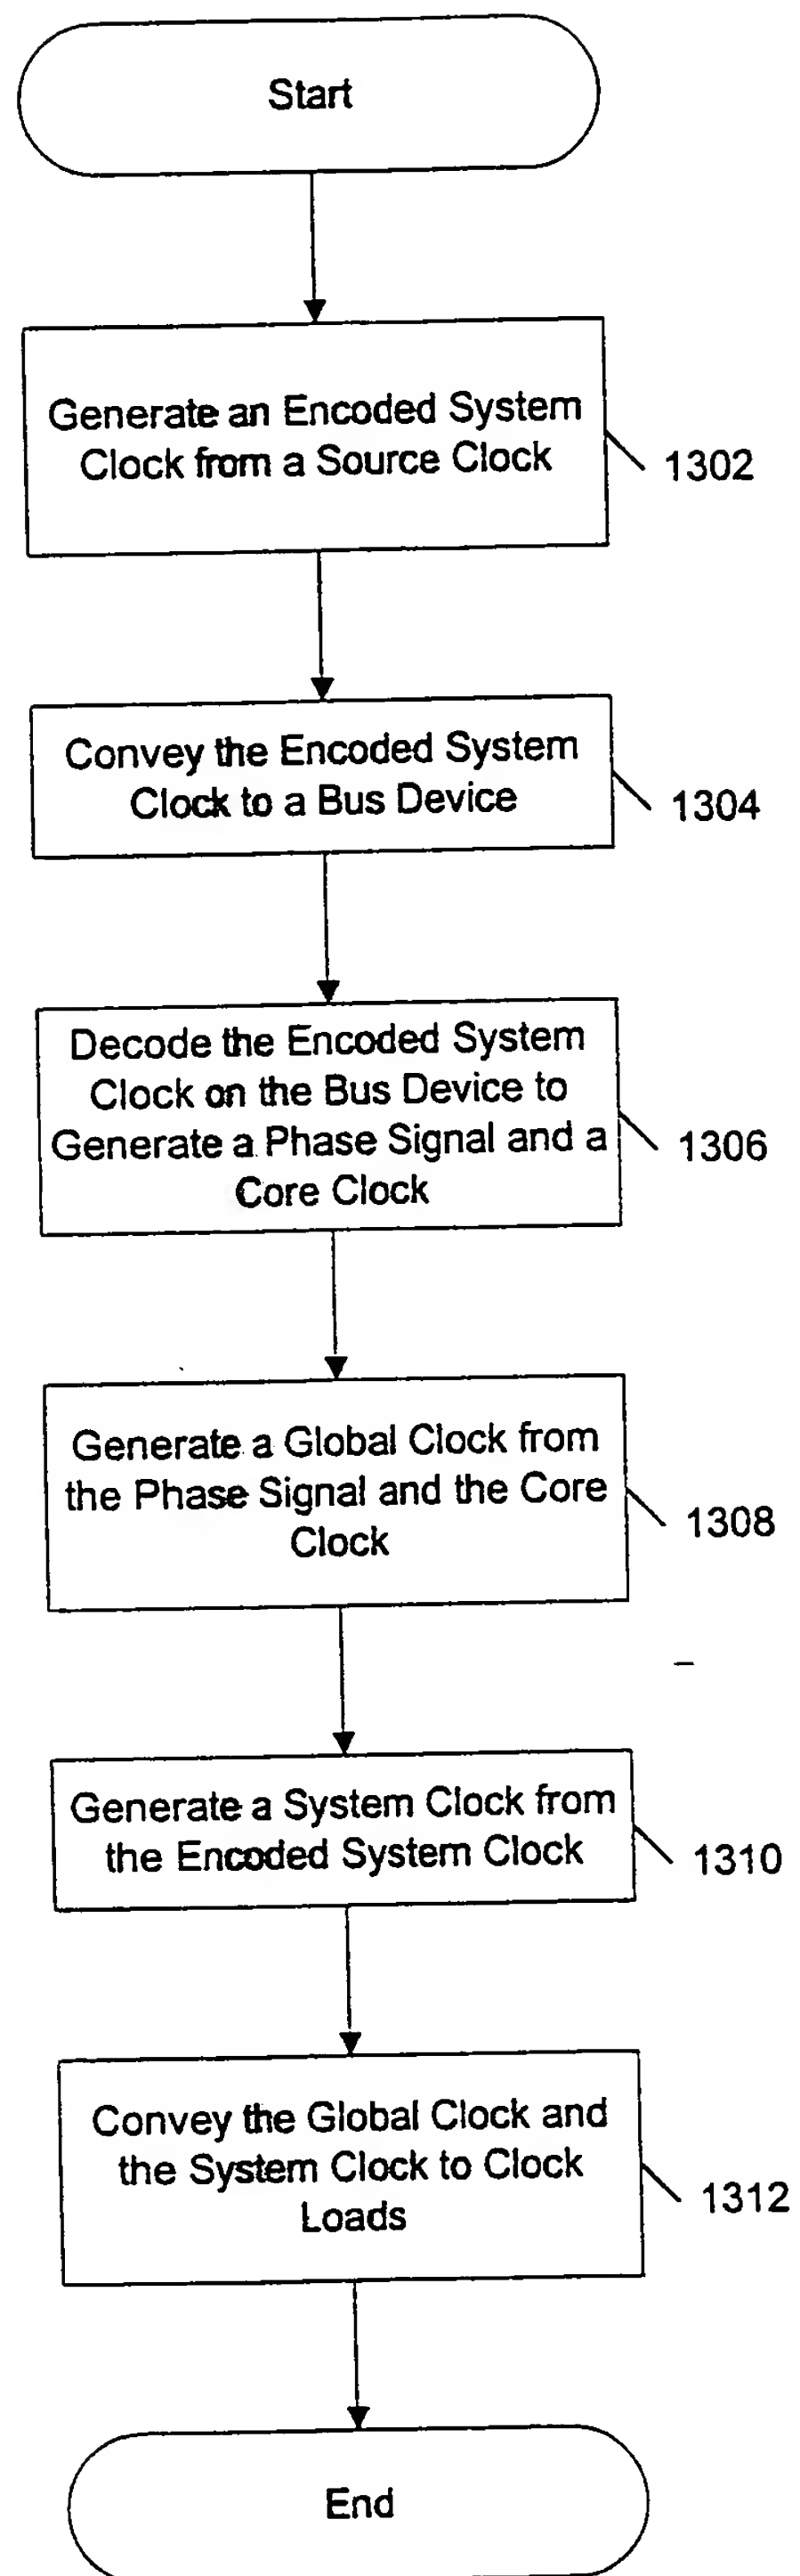 Start
Generate an Encoded System
Clock from a Source Clock
1302
Convey the Encoded System
Clock to a Bus Device
1304
Decode the Encoded System
Clock on the Bus Device to
Generate a Phase Signal and a
Core Clock
1306
Generate a Global Clock from
the Phase Signal and the Core
Clock
1308
Generate a System Clock from
the Encoded System Clock
1310
Convey the Global Clock and
the System Clock to Clock
Loads
1312
End